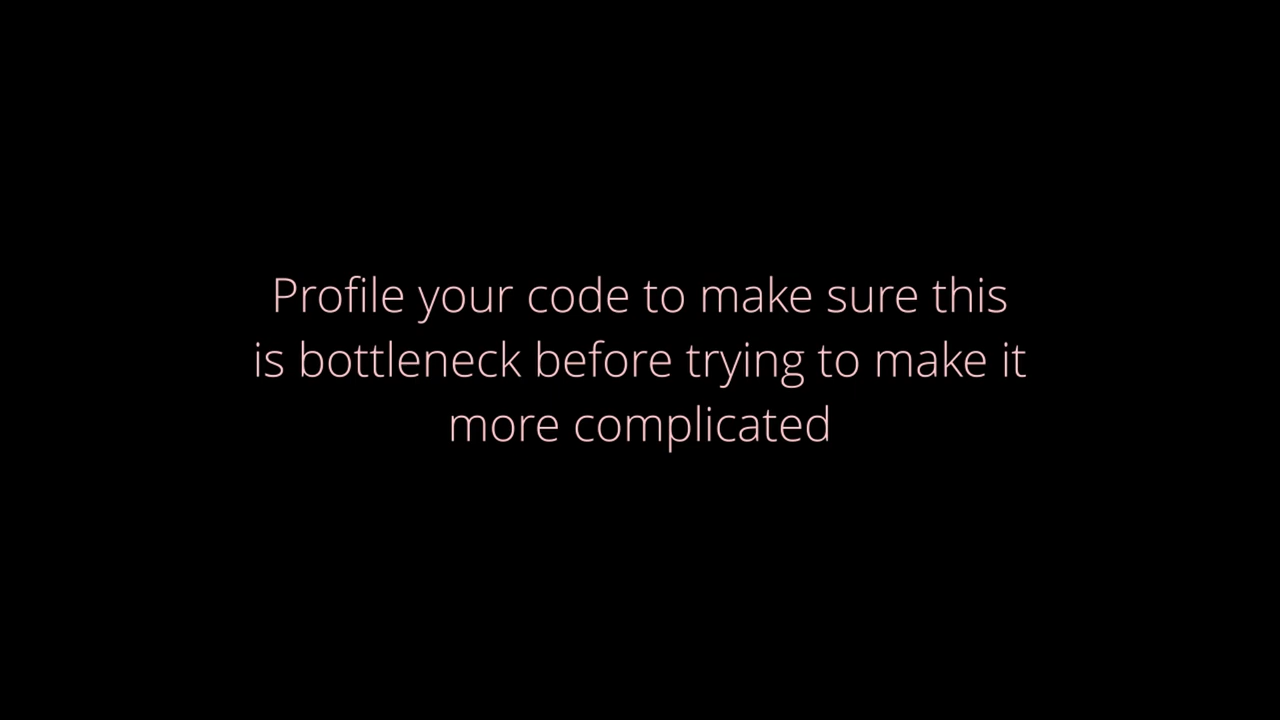 Profile your code to make sure this
is bottleneck before trying to make it
more complicated